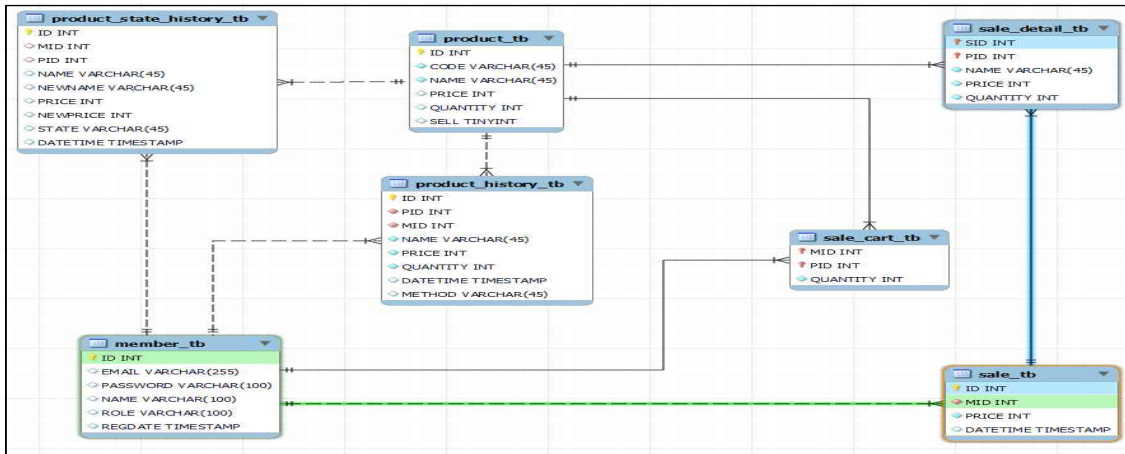 product_state_history_tb
ID INT
MID INT
PID INT
NAME VARCHAR(45)
NEWNAME VARCHAR(45)
PRICE INT
NEWPRICE INT
STATE VARCHAR(45)
DATETIME TIMESTAMP
product_tb
ID INT
CODE VARCHAR(45)
NAME VARCHAR(45)
PRICE INT
QUANTITY INT
SELL TINYINT
sale_detail_tb
SID INT
PID INT
NAME VARCHAR(45)
PRICE INT
QUANTITY INT
product_history_tb
ID INT
PID INT
MID INT
NAME VARCHAR(45)
PRICE INT
QUANTITY INT
DATETIME TIMESTAMP
METHOD VARCHAR(45)
sale_cart_tb
MID INT
PID INT
QUANTITY INT
member_tb
ID INT
EMAIL VARCHAR(255)
PASSWORD VARCHAR(100)
NAME VARCHAR(100)
ROLE VARCHAR(100)
REGDATE TIMESTAMP
sale_tb
ID INT
MID INT
PRICE INT
DATETIME TIMESTAMP